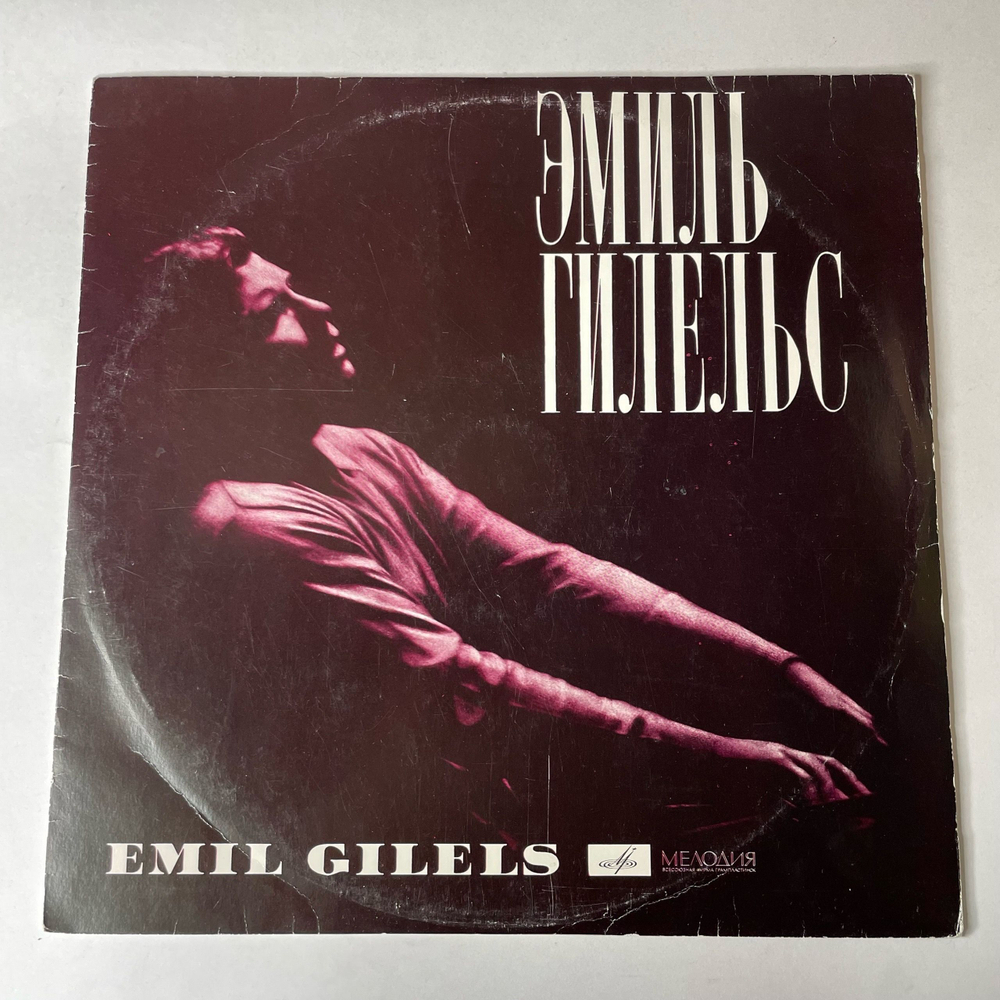 ЭМИЛЬ
ГИЛЕЛЬС
EMIL GILELS
МЕЛОДИЯ
ВСЕСОЮЗНАЯ ФИРМА ГРАМПЛАСТИНОК